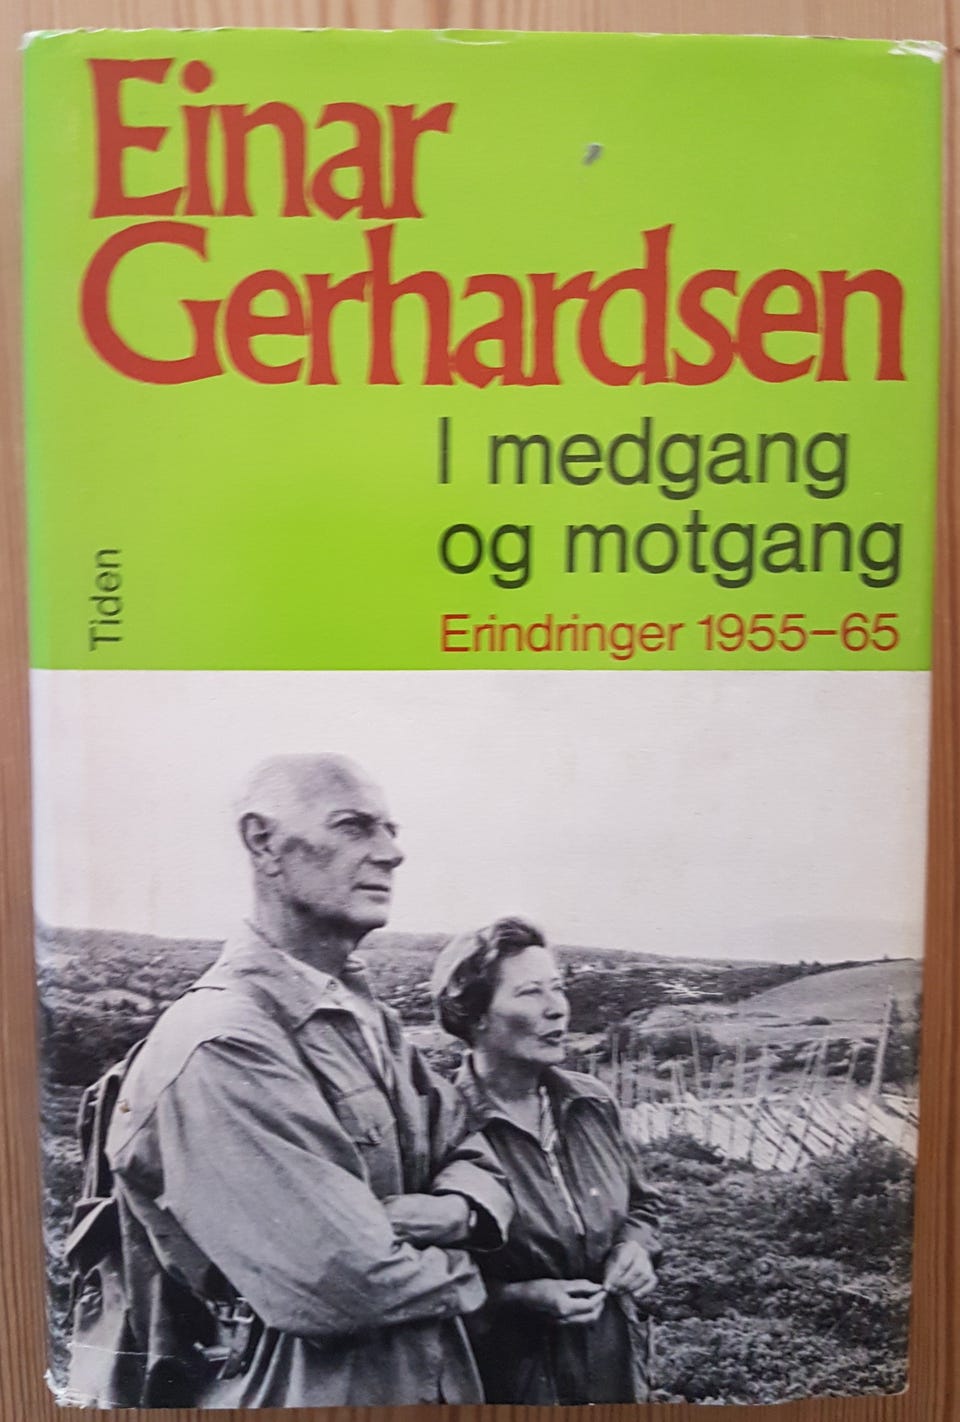 Einar
Gerhardsen
I medgang
og motgang
Erindringer 1955–65
Tiden